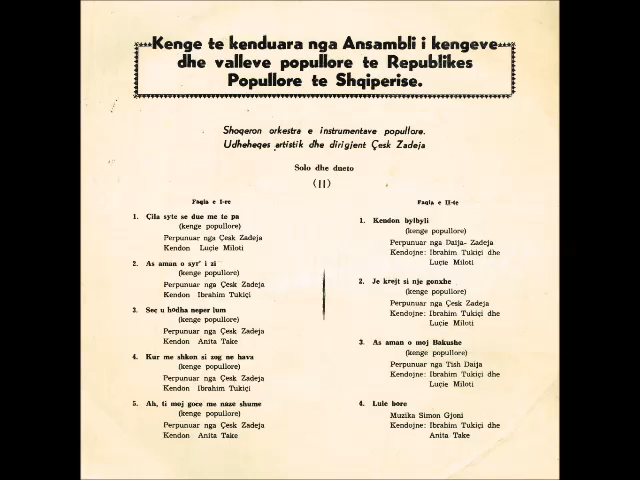 Kenge te kenduara nga Ansambli i kengeve
dhe valleve popullore te Republikes
Popullore te Shqiperise.
Shoqeron orkestra e instrumentave popullore.
Udheheqes artistik dhe dirigjent Çesk Zadeja
Solo dhe dueto
(II)
Faqia e I-re
1. Çila syte se due me te pa
(kenge popullore)
Perpunuar nga Çesk Zadeja
Kendon Luçie Miloti
2. As aman o syr' i zi
(kenge popullore)
Perpunuar nga Çesk Zadeja
Kendon Ibrahim Tukiçi
3. Sec u hodha neper lum
(kenge popullore)
Perpunuar nga Çesk Zadeja
Kendon Anita Take
4. Kur me shkon si zog ne hava
(kenge popullore)
Perpunuar nga Çesk Zadeja
Kendon Ibrahim Tukiçi
5. Ah, ti moj goce me naze shume
(kenge popullore)
Perpunuar nga Çesk Zadeja
Kendon Anita Take
Faqia e II-te
1. Kendon bylbyli
(kenge popullore)
Perpunuar nga Daija- Zadeja
Kendojne: Ibrahim Tukiçi dhe
Luçie Miloti
2. Je krejt si nje gonxhe
(kenge popullore)
Perpunuar nga Çesk Zadeja
Kendojne: Ibrahim Tukiçi dhe
Luçie Miloti
3. As aman o moj Bakushe
(kenge popullore)
Perpunuar nga Tish Daija
Kendojne: Ibrahim Tukiçi dhe
Luçie Miloti
4. Lule bore
Muzika Simon Gjoni
Kendojne: Ibrahim Tukiçi dhe
Anita Take